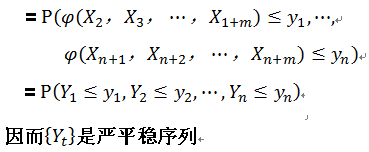 = P(φ(X₂， X₃， ⋯， X₁₊ₘ) ≤ y₁,⋯,
φ(Xₙ₊₁， Xₙ₊₂， ⋯， Xₙ₊ₘ) ≤ yₙ)
= P(Y₁ ≤ y₁, Y₂ ≤ y₂, ⋯, Yₙ ≤ yₙ)
因而{Yₜ}是严平稳序列